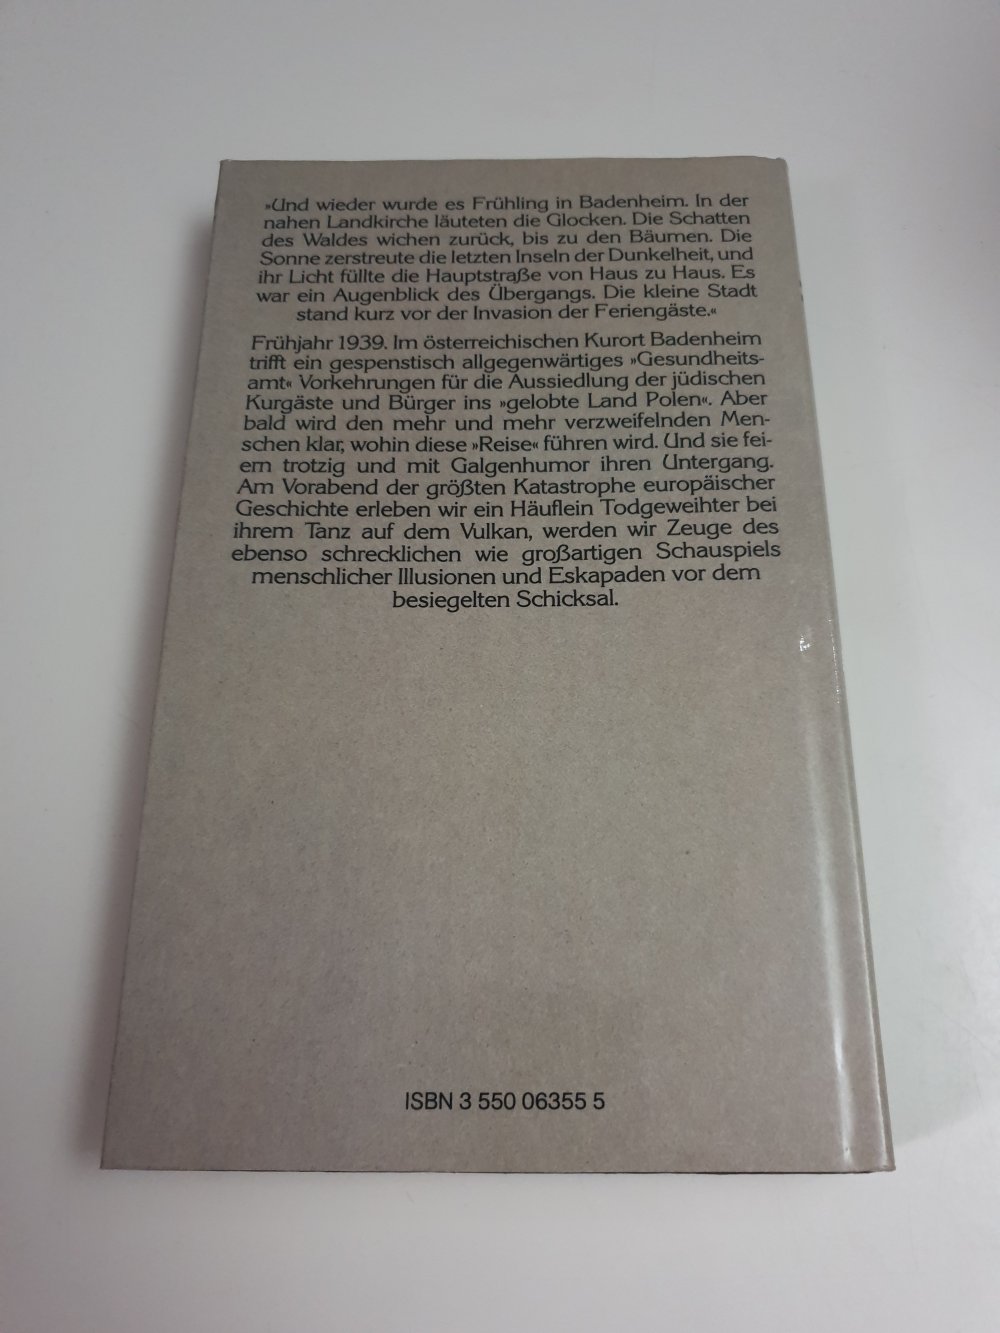 »Und wieder wurde es Frühling in Badenheim. In der
nahen Landkirche läuteten die Glocken. Die Schatten
des Waldes wichen zurück, bis zu den Bäumen. Die
Sonne zerstreute die letzten Inseln der Dunkelheit, und
ihr Licht füllte die Hauptstraße von Haus zu Haus. Es
war ein Augenblick des Übergangs. Die kleine Stadt
stand kurz vor der Invasion der Feriengäste.«
Frühjahr 1939. Im österreichischen Kurort Badenheim
trifft ein gespenstisch allgegenwärtiges »Gesundheits-
amt« Vorkehrungen für die Aussiedlung der jüdischen
Kurgäste und Bürger ins »gelobte Land Polen«. Aber
bald wird den mehr und mehr verzweifelnden Men-
schen klar, wohin diese »Reise« führen wird. Und sie fei-
ern trotzig und mit Galgenhumor ihren Untergang.
Am Vorabend der größten Katastrophe europäischer
Geschichte erleben wir ein Häuflein Todgeweihter bei
ihrem Tanz auf dem Vulkan, werden wir Zeuge des
ebenso schrecklichen wie großartigen Schauspiels
menschlicher Illusionen und Eskapaden vor dem
besiegelten Schicksal.
ISBN 3 550 06355 5